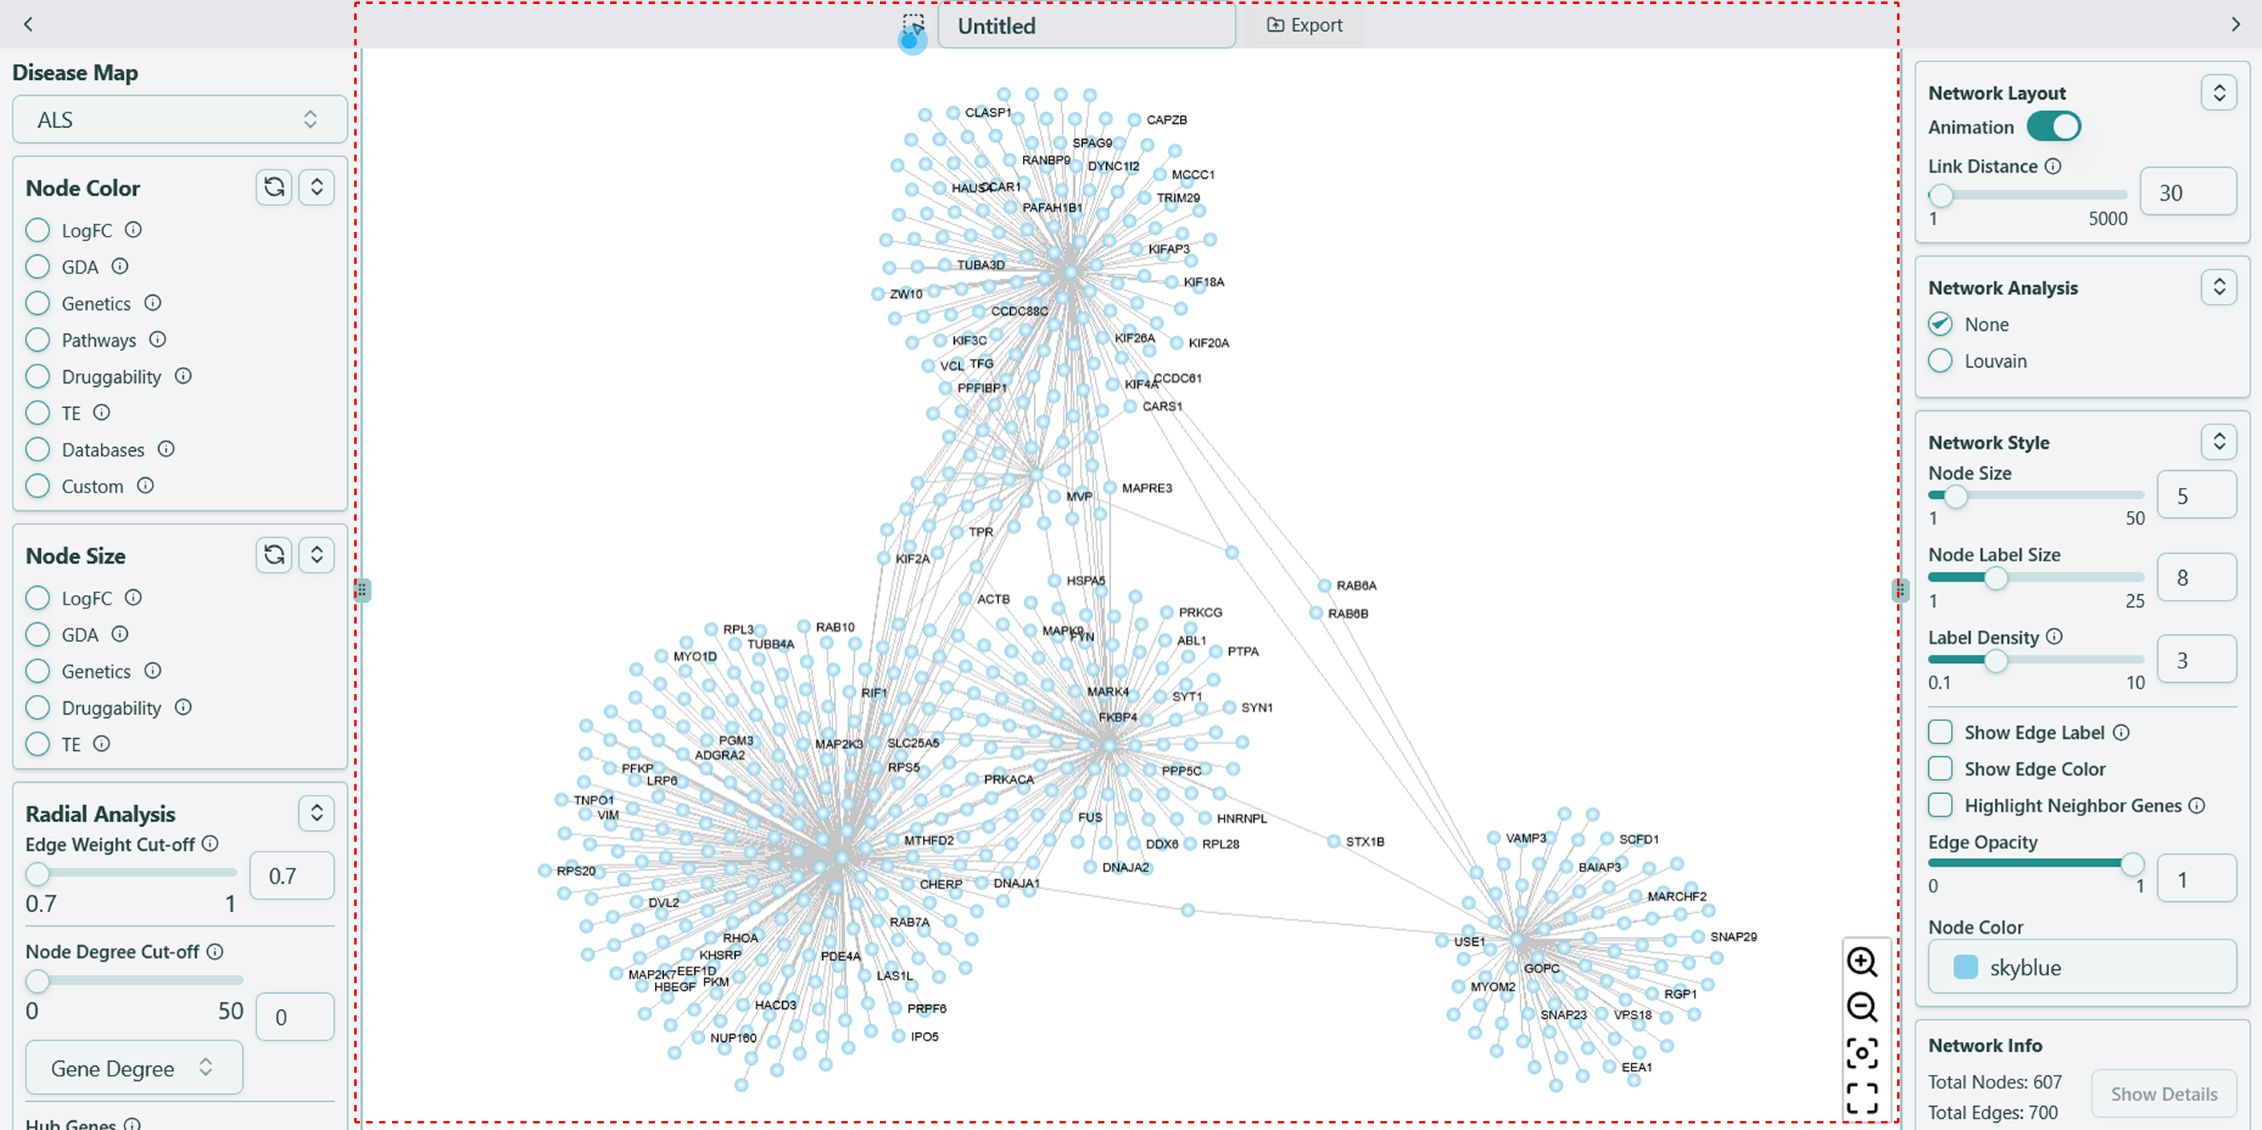 Untitled
Export
Disease Map
ALS
Node Color
LogFC
GDA
Genetics
Pathways
Druggability
TE
Databases
Custom
Node Size
LogFC
GDA
Genetics
Druggability
TE
Radial Analysis
Edge Weight Cut-off
0.7
0.7 1
Node Degree Cut-off
0 50
0
Gene Degree
Hub Genes
CLASP1
CAPZB
SPAG9
RANBP9
DYNC1I2
MCCC1
HAUS4
CCAR1
TRIM29
PAFAH1B1
KIFAP3
TUBA3D
KIF18A
ZW10
CCDC88C
KIF3C
KIF26A
KIF20A
VCL
TFG
PPFIBP1
KIF4A
CCDC61
CARS1
MAPRE3
MVP
TPR
KIF2A
HSPA5
RAB6A
ACTB
PRKCG
RAB6B
RPL3
RAB10
MAPK9
FYN
ABL1
TUBB4A
PTPA
MYO1D
RIF1
MARK4
SYT1
SYN1
FKBP4
PGM3
MAP2K3
SLC25A5
ADGRA2
PFKP
RPS5
PPP5C
LRP6
PRKACA
TNPO1
VIM
FUS
HNRNPL
MTHFD2
DDX6
RPL28
STX1B
VAMP3
SCFD1
RPS20
DNAJA2
BAIAP3
CHERP
DNAJA1
MARCHF2
DVL2
RAB7A
RHOA
SNAP29
USE1
KHSRP
PDE4A
GOPC
MAP2K7
EEF1D
PKM
LAS1L
HBEGF
MYOM2
RGP1
HACD3
PRPF6
SNAP23
VPS18
NUP160
IPO5
EEA1
Network Layout
Animation
Link Distance
30
1 5000
Network Analysis
None
Louvain
Network Style
Node Size
5
1 50
Node Label Size
8
1 25
Label Density
3
0.1 10
Show Edge Label
Show Edge Color
Highlight Neighbor Genes
Edge Opacity
0 1
1
Node Color
skyblue
Network Info
Total Nodes: 607
Total Edges: 700
Show Details